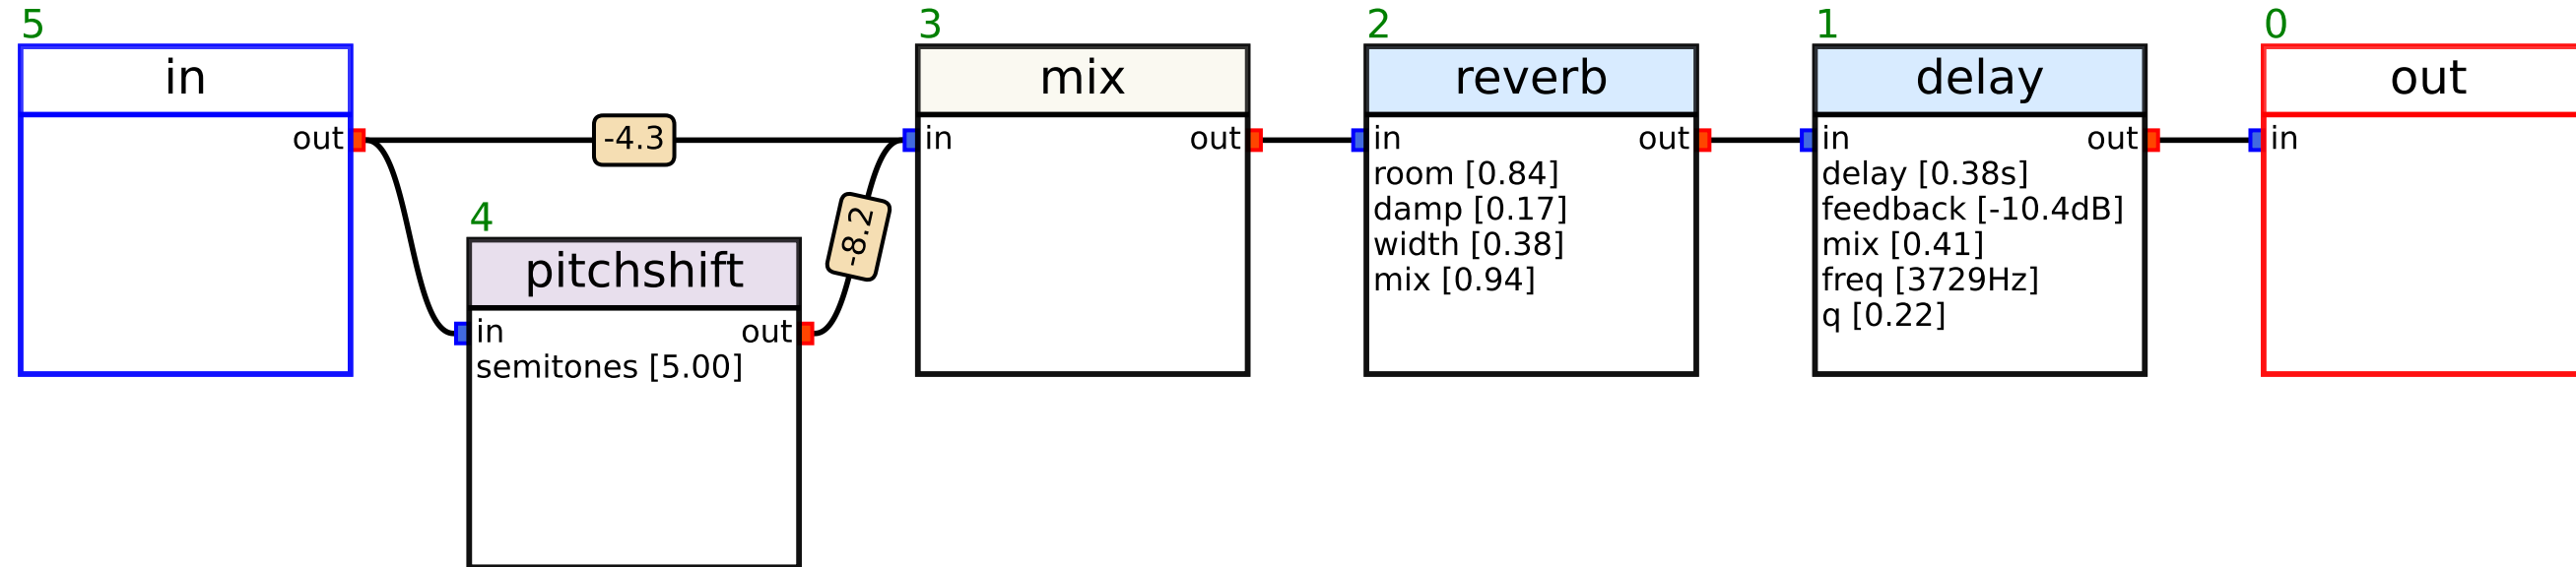 5
in
out
-4.3
4
pitchshift
in
out
semitones [5.00]
-8.2
3
mix
in
out
2
reverb
in
out
room [0.84]
damp [0.17]
width [0.38]
mix [0.94]
1
delay
in
out
delay [0.38s]
feedback [-10.4dB]
mix [0.41]
freq [3729Hz]
q [0.22]
0
out
in